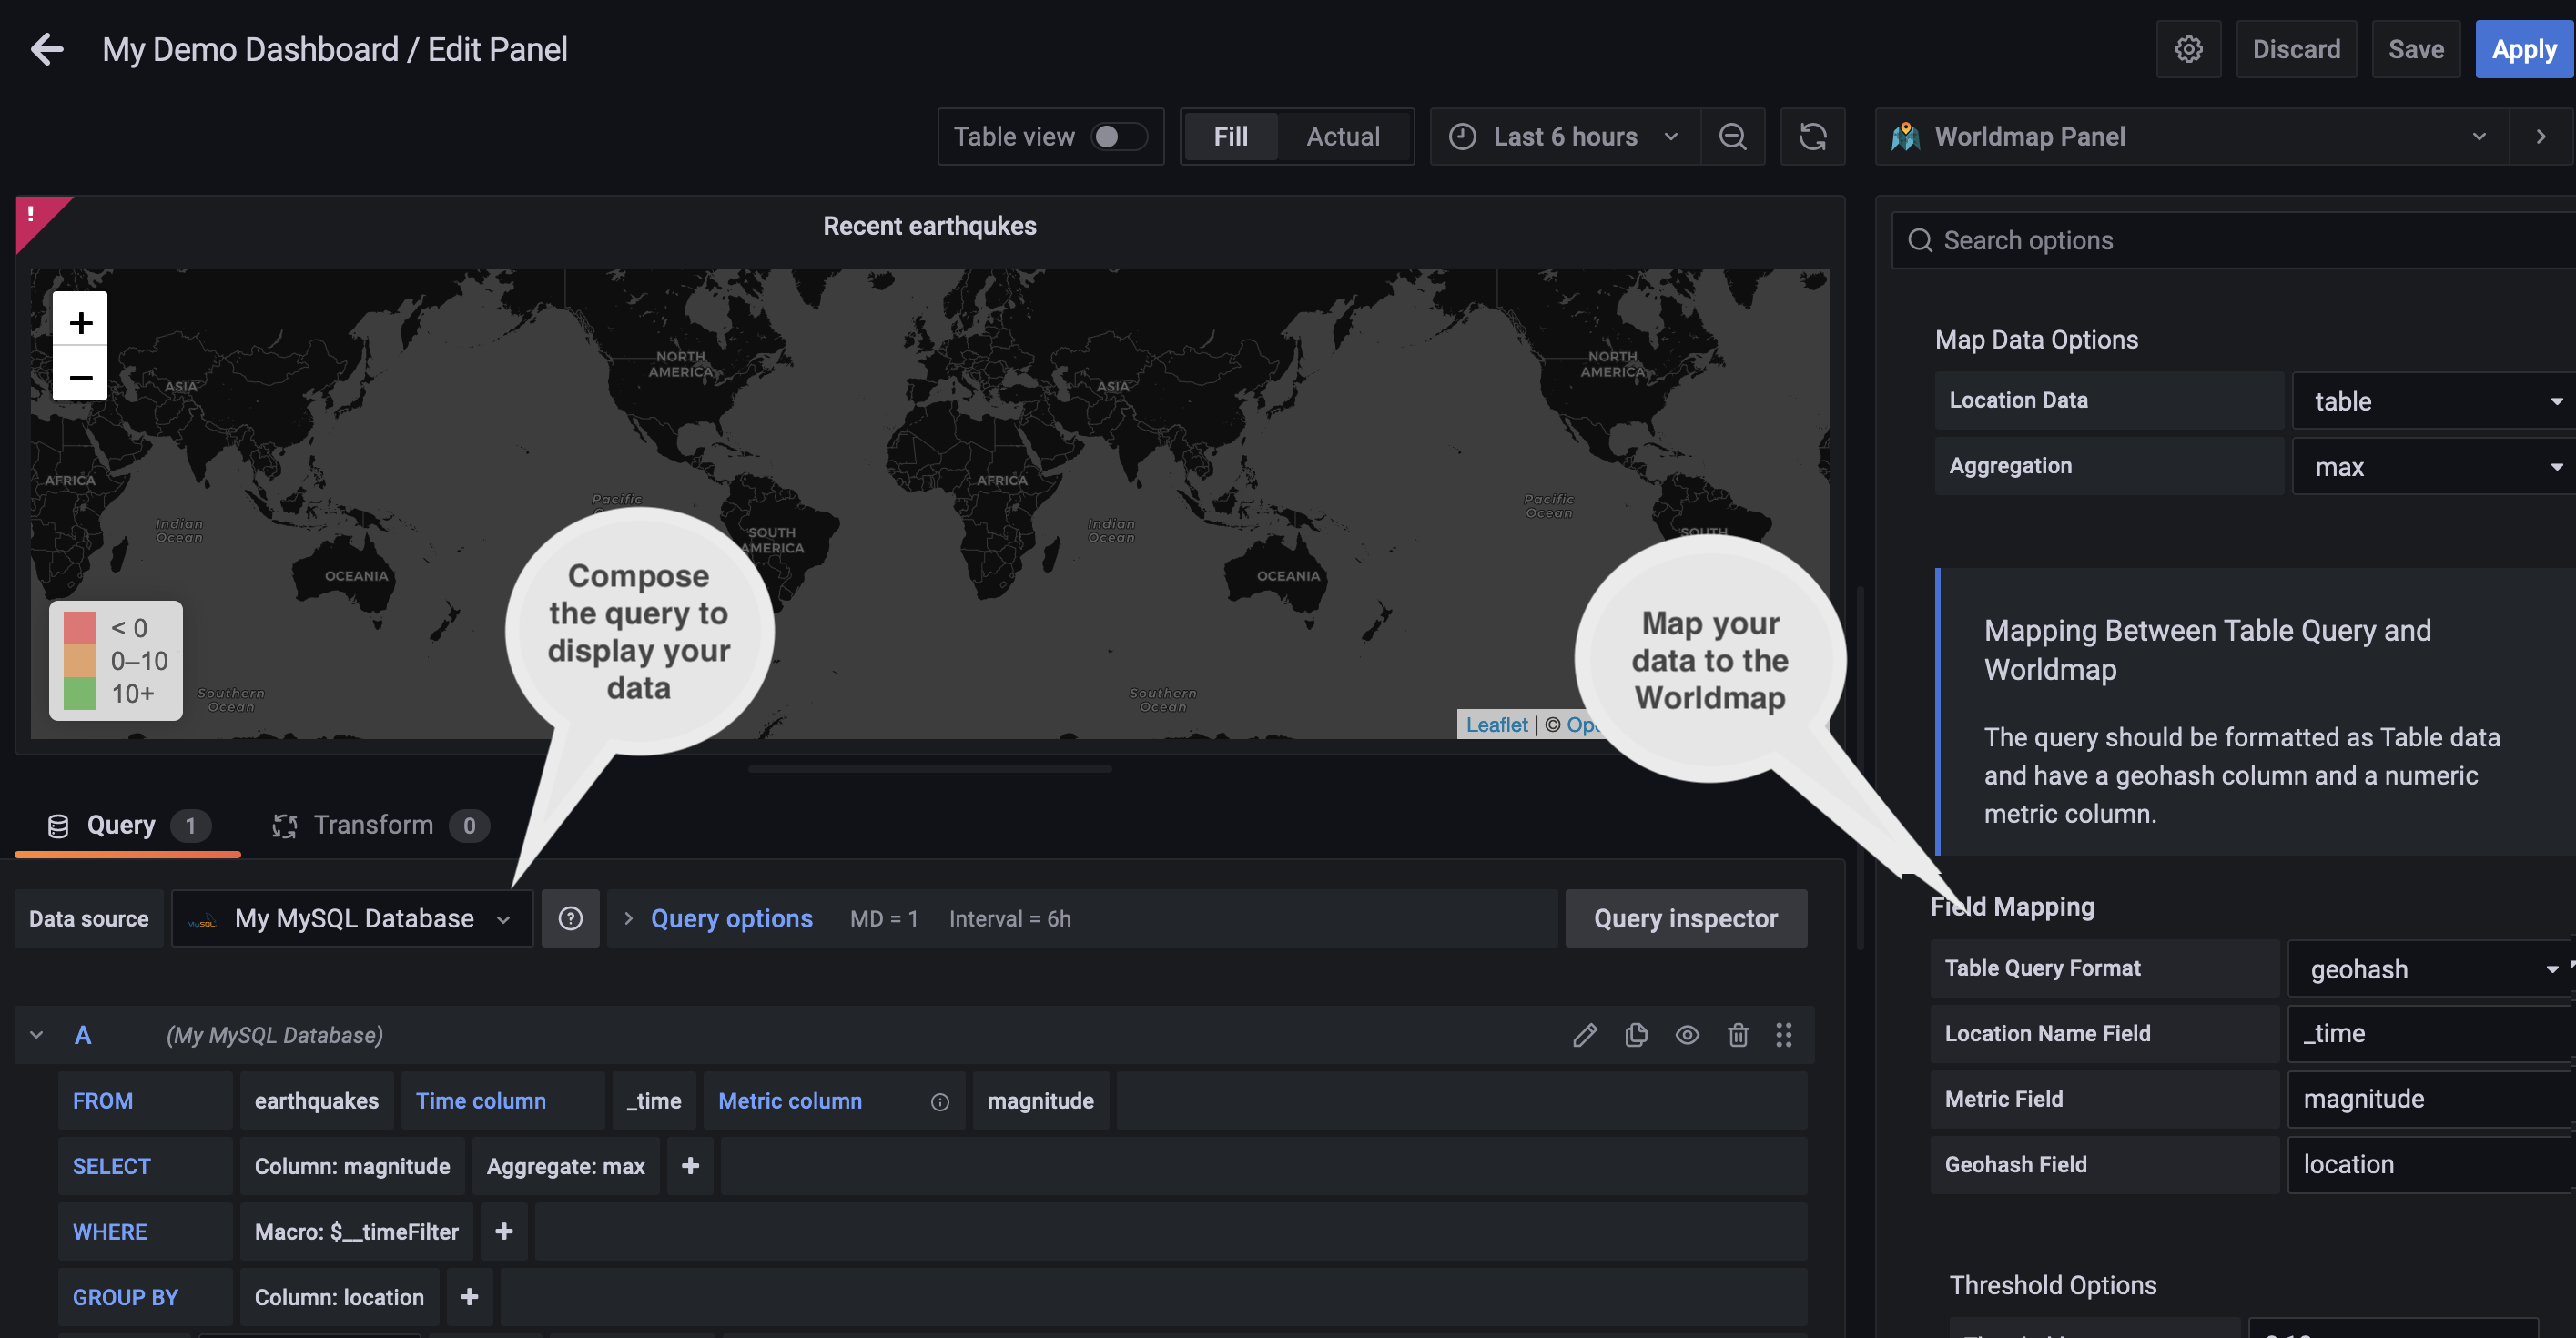 My Demo Dashboard / Edit Panel
Discard
Save
Apply
Table view
Fill
Actual
Last 6 hours
Worldmap Panel
!
Recent earthqukes
Search options
+
−
NORTH
AMERICA
ASIA
AFRICA
Indian
Ocean
OCEANIA
Southern
Ocean
Pacific
SOUTH
AMERICA
AFRICA
ASIA
Indian
Ocean
OCEANIA
Southern
Ocean
NORTH
AMERICA
Pacific
Ocean
SOUTH
< 0
0–10
10+
Leaflet | ©
Compose
the query to
display your
data
Map your
data to the
Worldmap
Map Data Options
Location Data
table
Aggregation
max
Mapping Between Table Query and
Worldmap
The query should be formatted as Table data
and have a geohash column and a numeric
metric column.
Query 1
Transform 0
Data source
MySQL
My MySQL Database
?
Query options
MD = 1
Interval = 6h
Query inspector
A
(My MySQL Database)
FROM
earthquakes
Time column
_time
Metric column
magnitude
SELECT
Column: magnitude
Aggregate: max
+
WHERE
Macro: $__timeFilter
+
GROUP BY
Column: location
+
Field Mapping
Table Query Format
geohash
Location Name Field
_time
Metric Field
magnitude
Geohash Field
location
Threshold Options